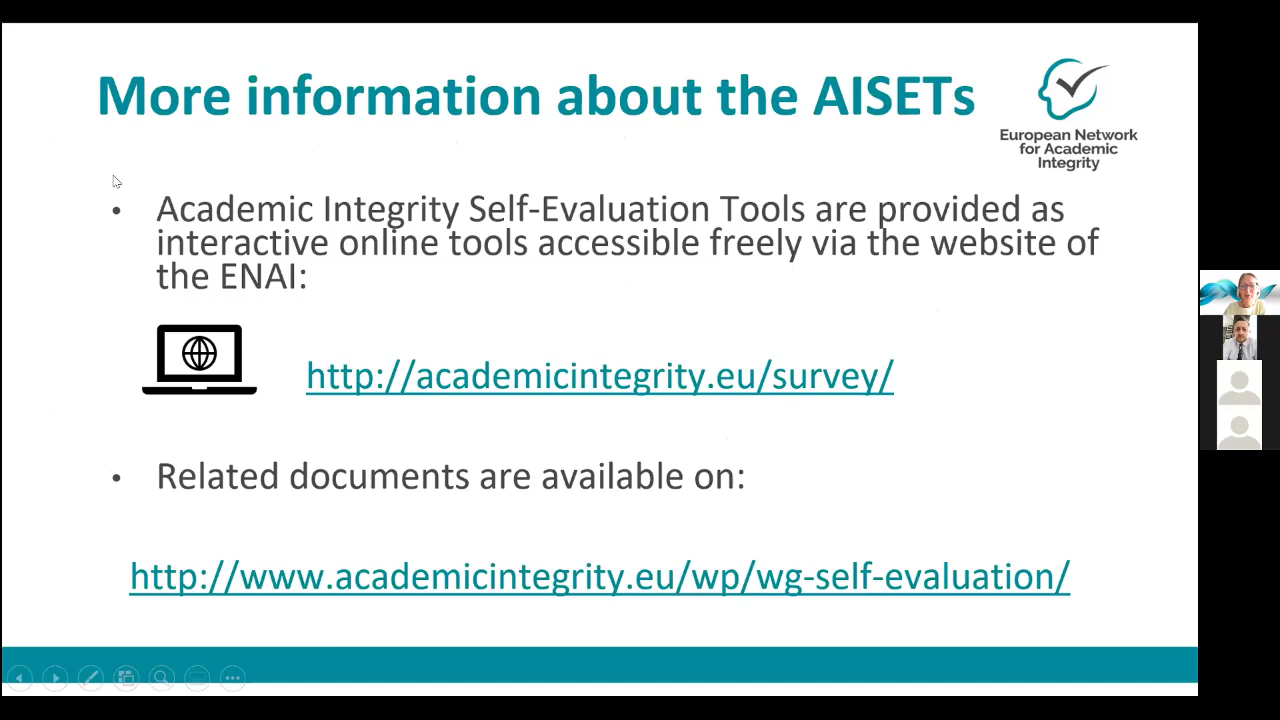 More information about the AISETs
European Network
for Academic
Integrity
• Academic Integrity Self-Evaluation Tools are provided as
interactive online tools accessible freely via the website of
the ENAI:
http://academicintegrity.eu/survey/
• Related documents are available on:
http://www.academicintegrity.eu/wp/wg-self-evaluation/